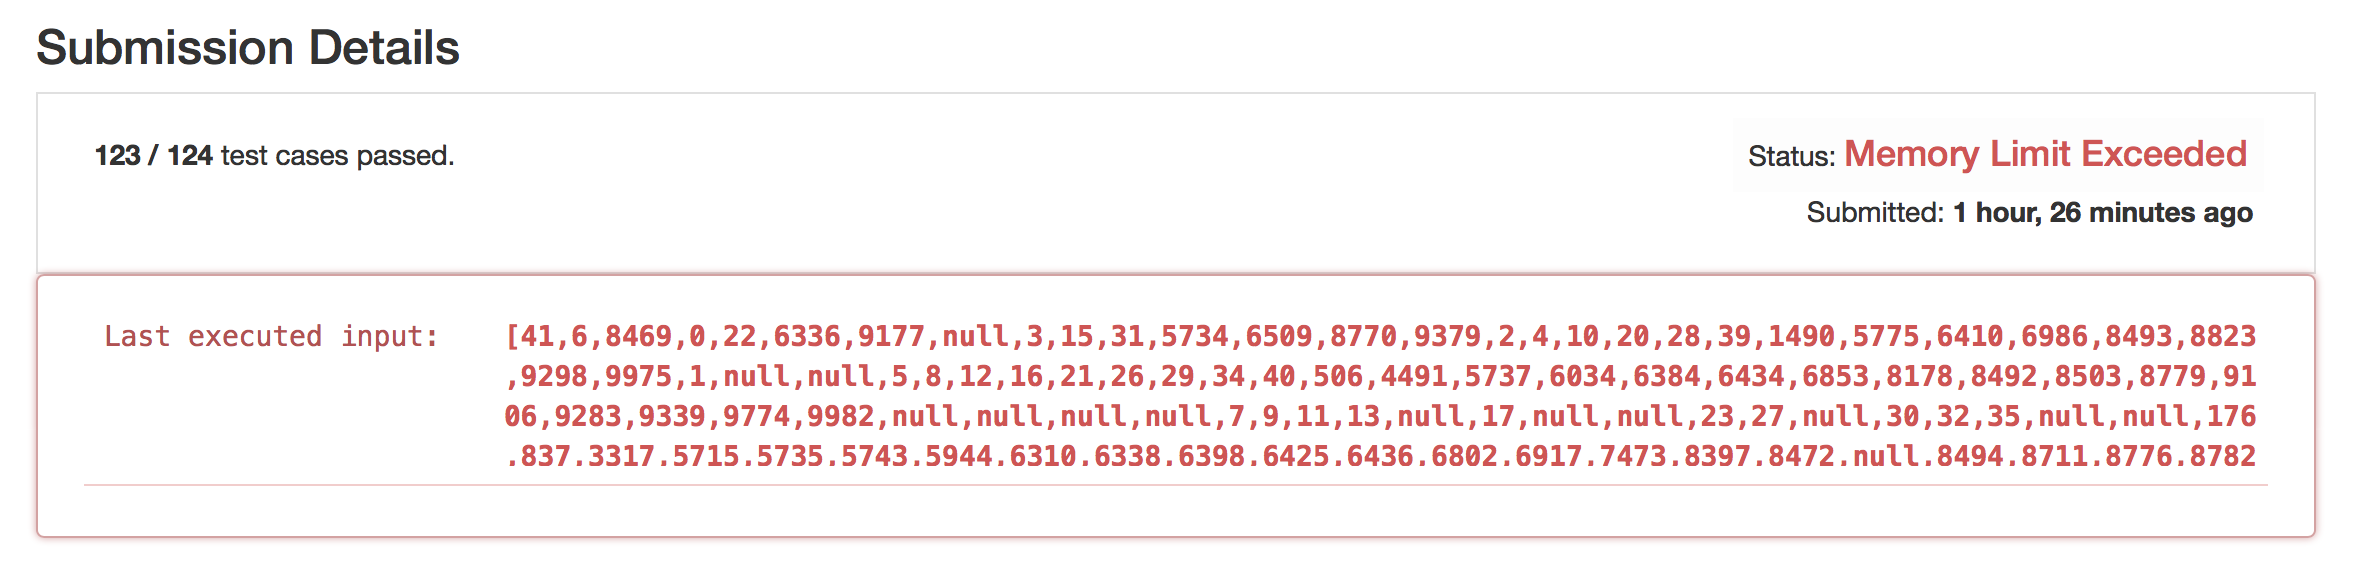 Submission Details
123 / 124 test cases passed.
Status: Memory Limit Exceeded
Submitted: 1 hour, 26 minutes ago
Last executed input:
[41,6,8469,0,22,6336,9177,null,3,15,31,5734,6509,8770,9379,2,4,10,20,28,39,1490,5775,6410,6986,8493,8823
,9298,9975,1,null,null,5,8,12,16,21,26,29,34,40,506,4491,5737,6034,6384,6434,6853,8178,8492,8503,8779,91
06,9283,9339,9774,9982,null,null,null,null,7,9,11,13,null,17,null,null,23,27,null,30,32,35,null,null,176
,837,3317,5715,5735,5743,5944,6310,6338,6398,6425,6436,6802,6917,7473,8397,8472,null,8494,8711,8776,8782